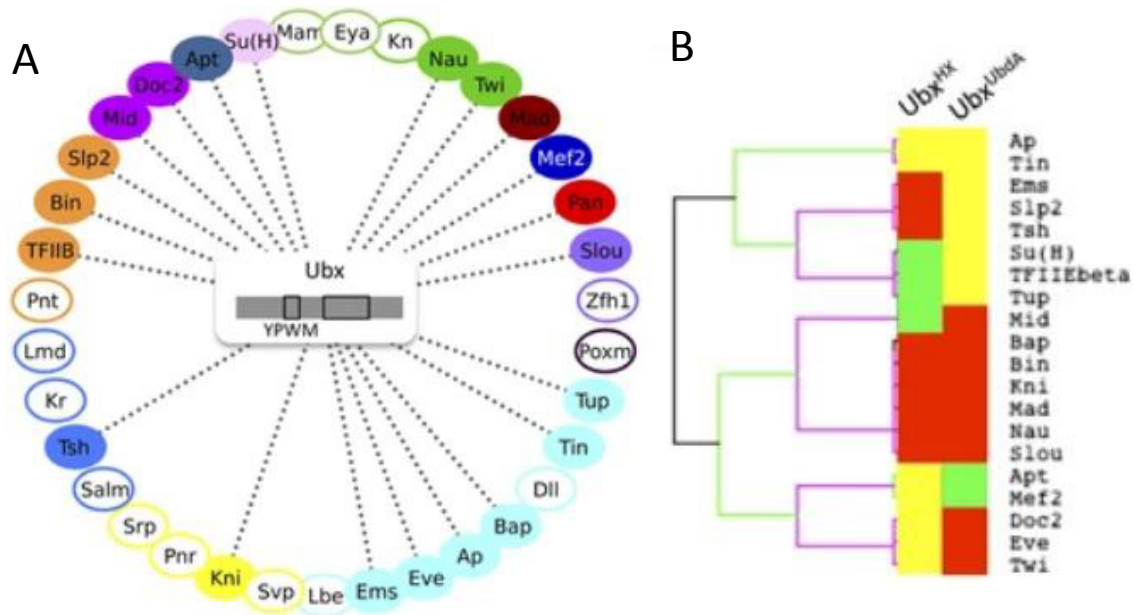 A
Su(H)
Mam
Eya
Kn
Nau
Twi
Mad
Mef2
Pan
Slou
Zfh1
Poxm
Tup
Tin
Dll
Bap
Ap
Eve
Ems
Lbe
Svp
Kni
Pnr
Srp
Salm
Tsh
Kr
Lmd
Pnt
TFIIB
Bin
Slp2
Mid
Doc2
Apt
Ubx
YPWM
B
Ubx^HX
Ubx^UbdA
Ap
Tin
Ems
Slp2
Tsh
Su(H)
TFIIEbeta
Tup
Mid
Bap
Bin
Kni
Mad
Nau
Slou
Apt
Mef2
Doc2
Eve
Twi